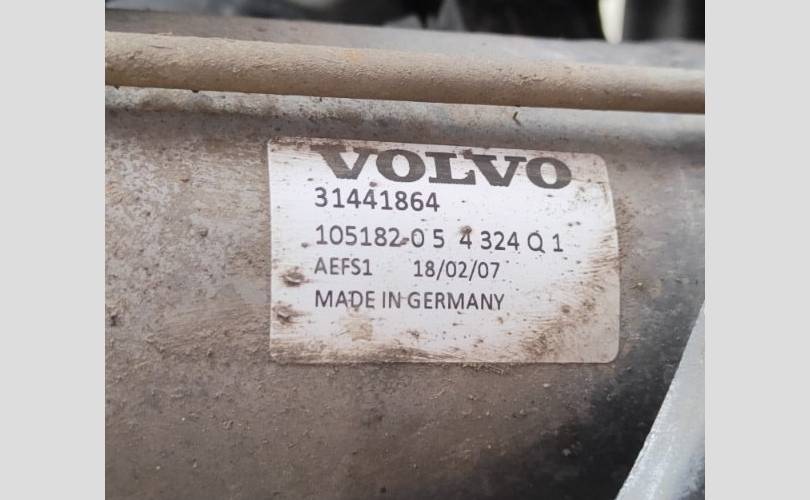 VOLVO
31441864
105182-0 5 4 324 Q 1
AEFS1 18/02/07
MADE IN GERMANY